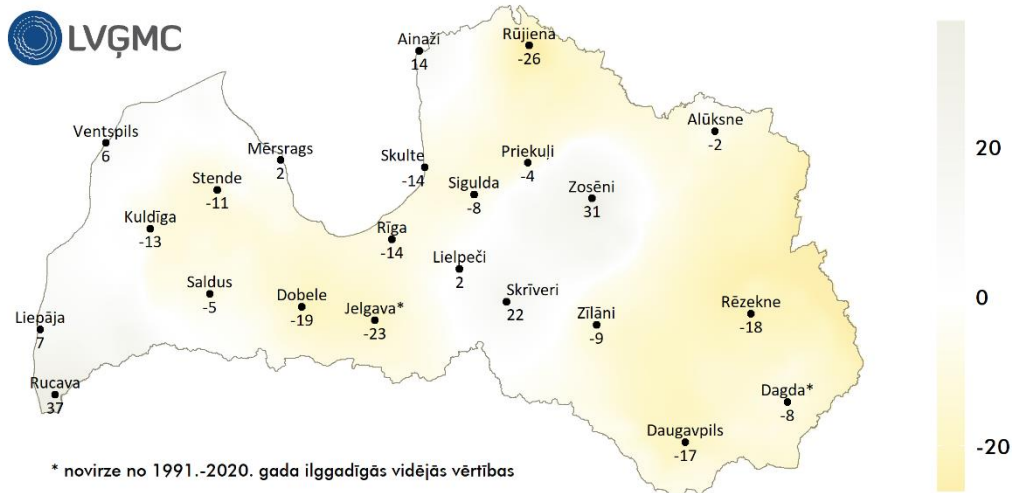 LVĢMC
Ainaži
14
Rūjiena
-26
Ventspils
6
Mērsrags
2
Alūksne
-2
Skulte
-14
Priekuļi
-4
Stende
-11
Sigulda
-8
Zosēni
31
20
Kuldīga
-13
Rīga
-14
Lielpeči
2
Saldus
-5
Dobele
-19
Jelgava*
-23
Skrīveri
22
Zīlāni
-9
Rēzekne
-18
0
Liepāja
7
Rucava
37
Dagda*
-8
Daugavpils
-17
-20
* novirze no 1991.-2020. gada ilggadīgās vidējās vērtības